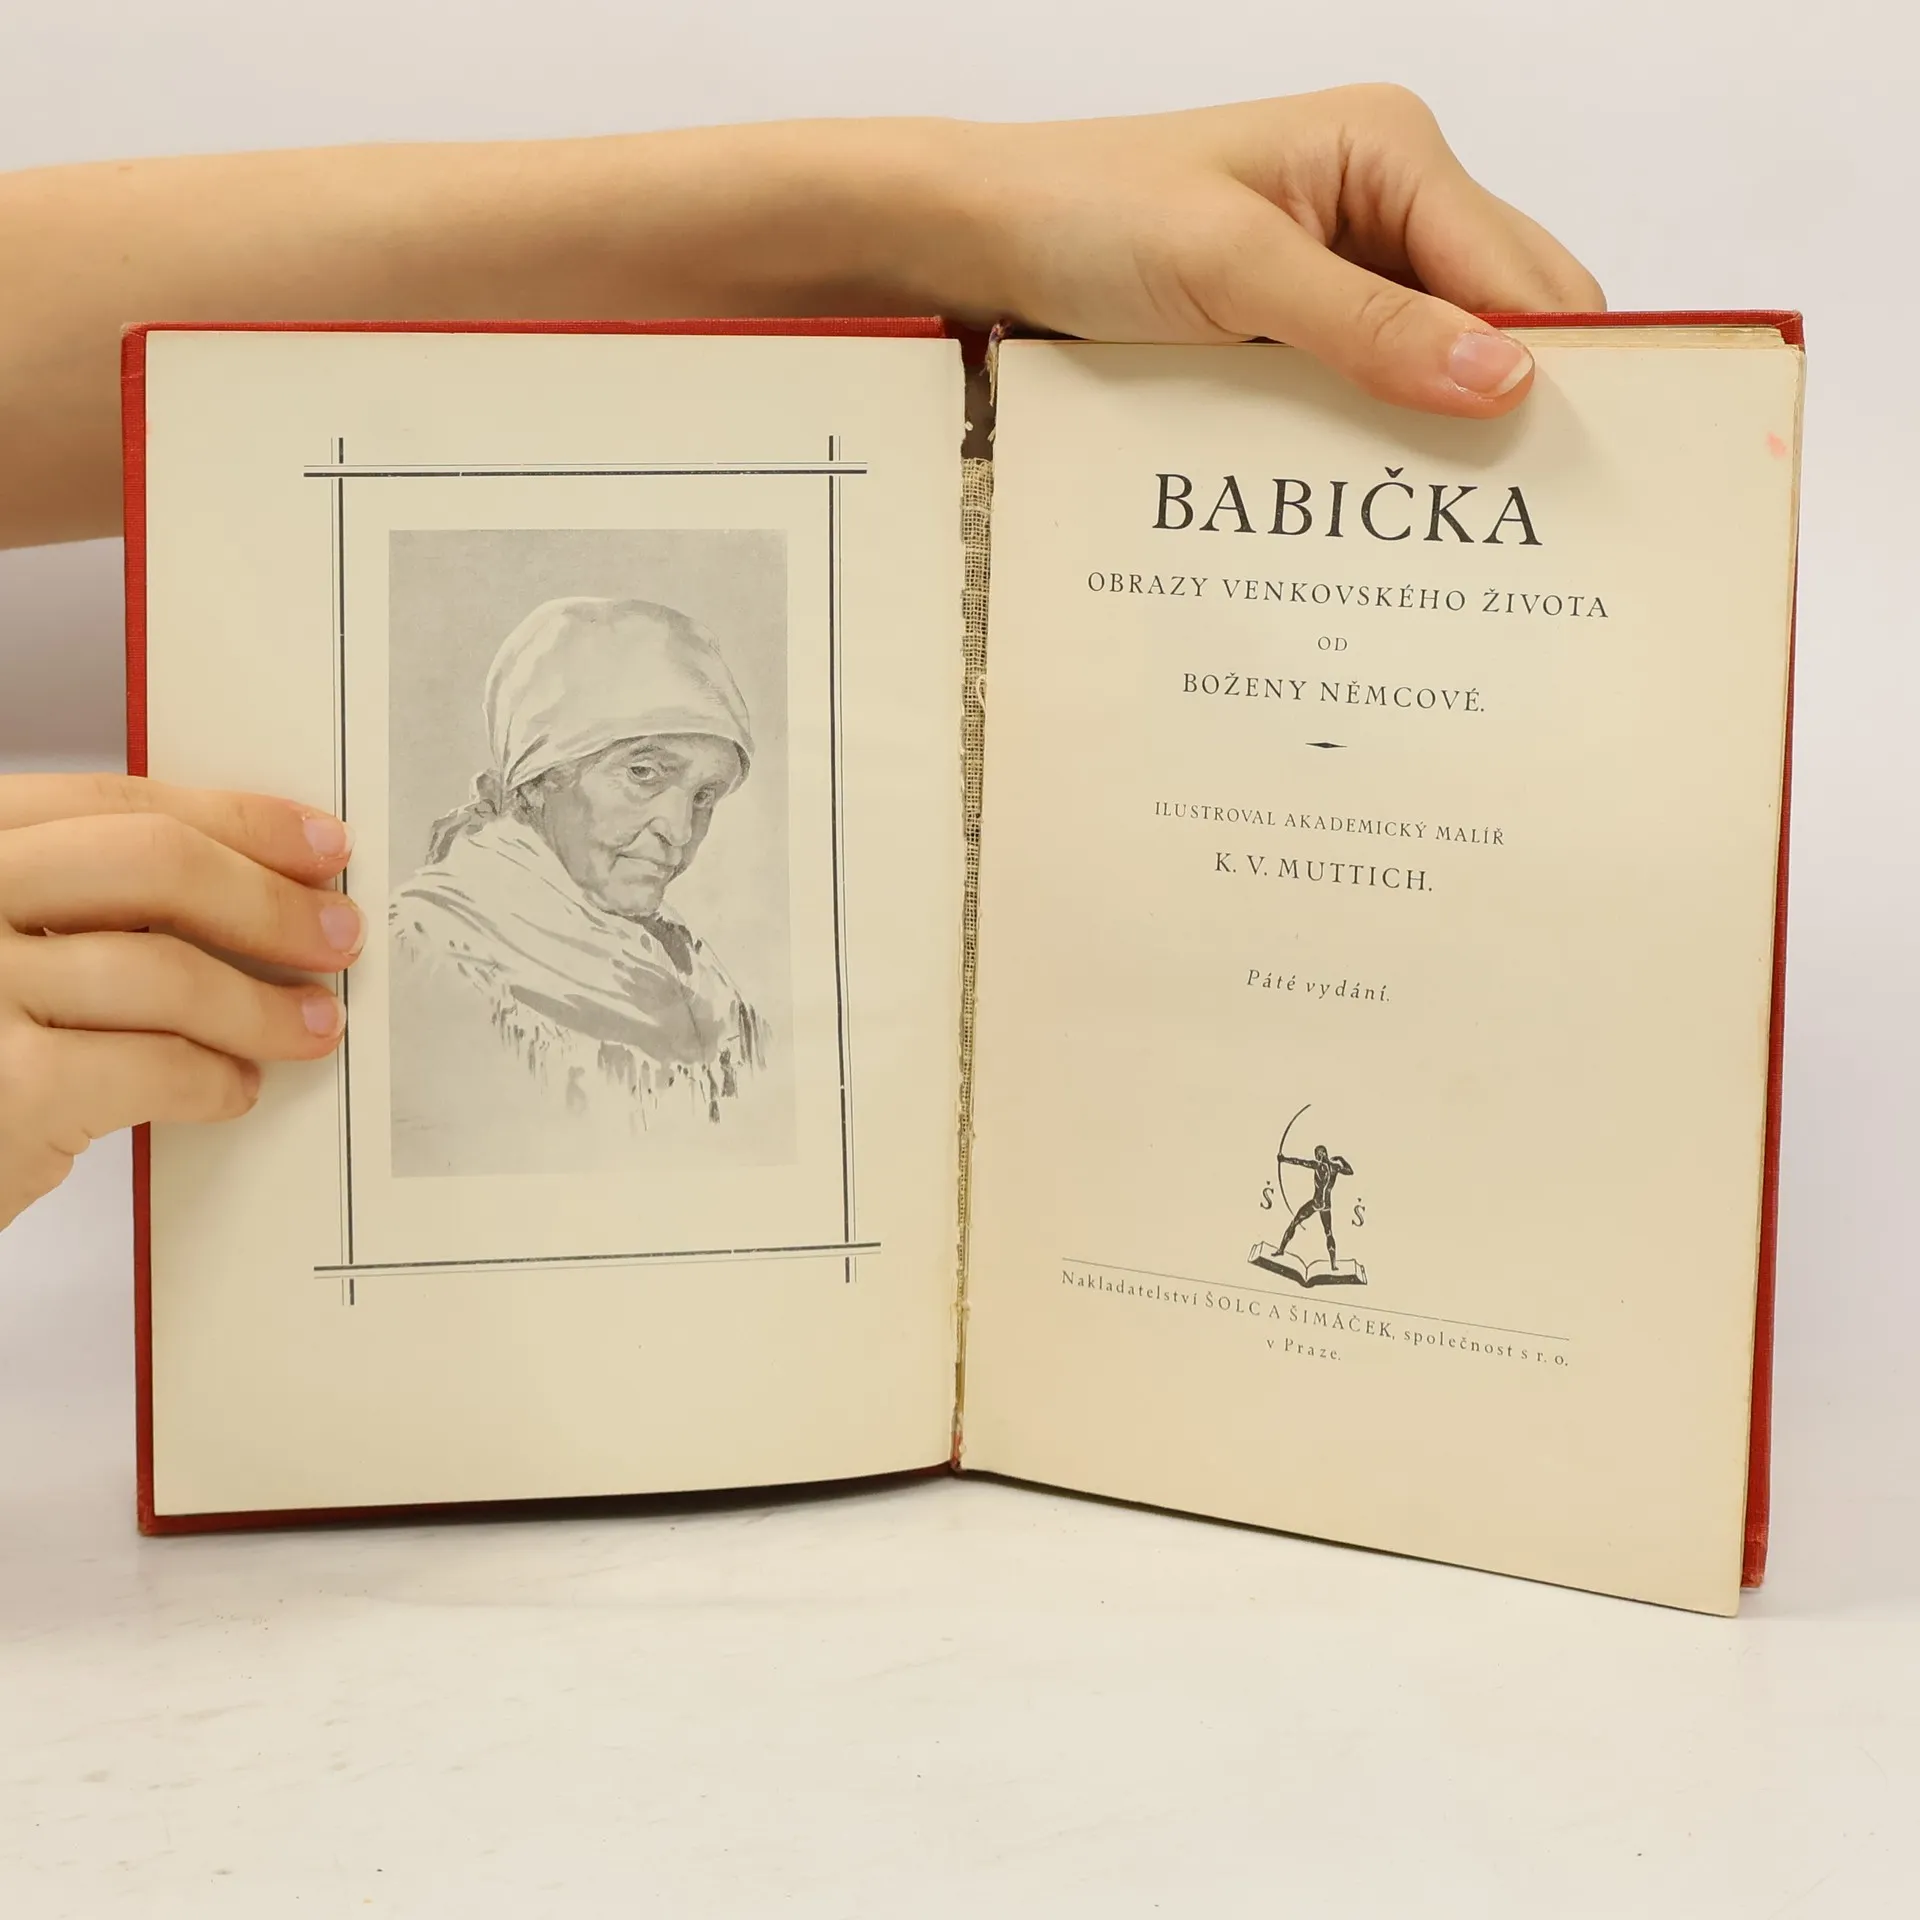 BABIČKA
OBRAZY VENKOVSKÉHO ŽIVOTA
OD
BOŽENY NĚMCOVÉ.
ILUSTROVAL AKADEMICKÝ MALÍŘ
K. V. MUTTICH.
Páté vydání.
Š Š
Nakladatelství ŠOLC A ŠIMÁČEK, společnost s r. o.
v Praze.